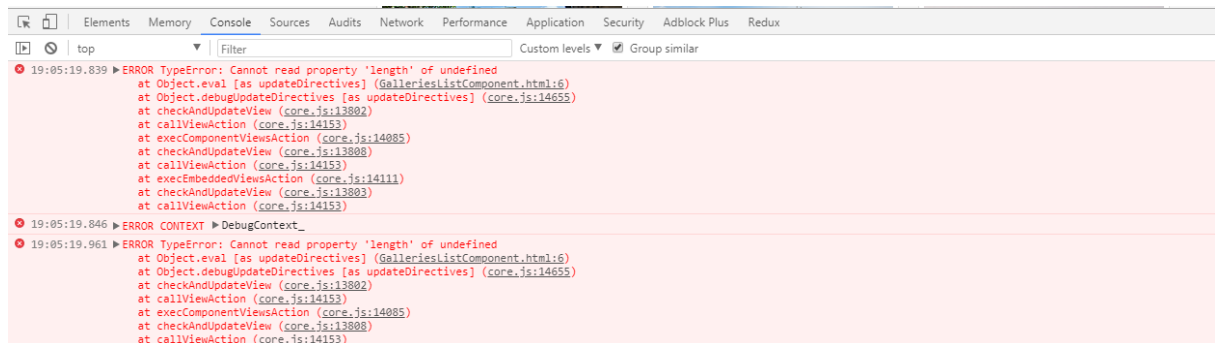 Elements Memory Console Sources Audits Network Performance Application Security Adblock Plus Redux
top ▼ Filter Custom levels ▼ Group similar
19:05:19.839 ▶ERROR TypeError: Cannot read property 'length' of undefined
at Object.eval [as updateDirectives] (GalleriesListComponent.html:6)
at Object.debugUpdateDirectives [as updateDirectives] (core.js:14655)
at checkAndUpdateView (core.js:13802)
at callViewAction (core.js:14153)
at execComponentViewsAction (core.js:14085)
at checkAndUpdateView (core.js:13808)
at callViewAction (core.js:14153)
at execEmbeddedViewsAction (core.js:14111)
at checkAndUpdateView (core.js:13803)
at callViewAction (core.js:14153)
19:05:19.846 ▶ERROR CONTEXT ▶DebugContext_
19:05:19.961 ▶ERROR TypeError: Cannot read property 'length' of undefined
at Object.eval [as updateDirectives] (GalleriesListComponent.html:6)
at Object.debugUpdateDirectives [as updateDirectives] (core.js:14655)
at checkAndUpdateView (core.js:13802)
at callViewAction (core.js:14153)
at execComponentViewsAction (core.js:14085)
at checkAndUpdateView (core.js:13808)
at callViewAction (core.js:14153)